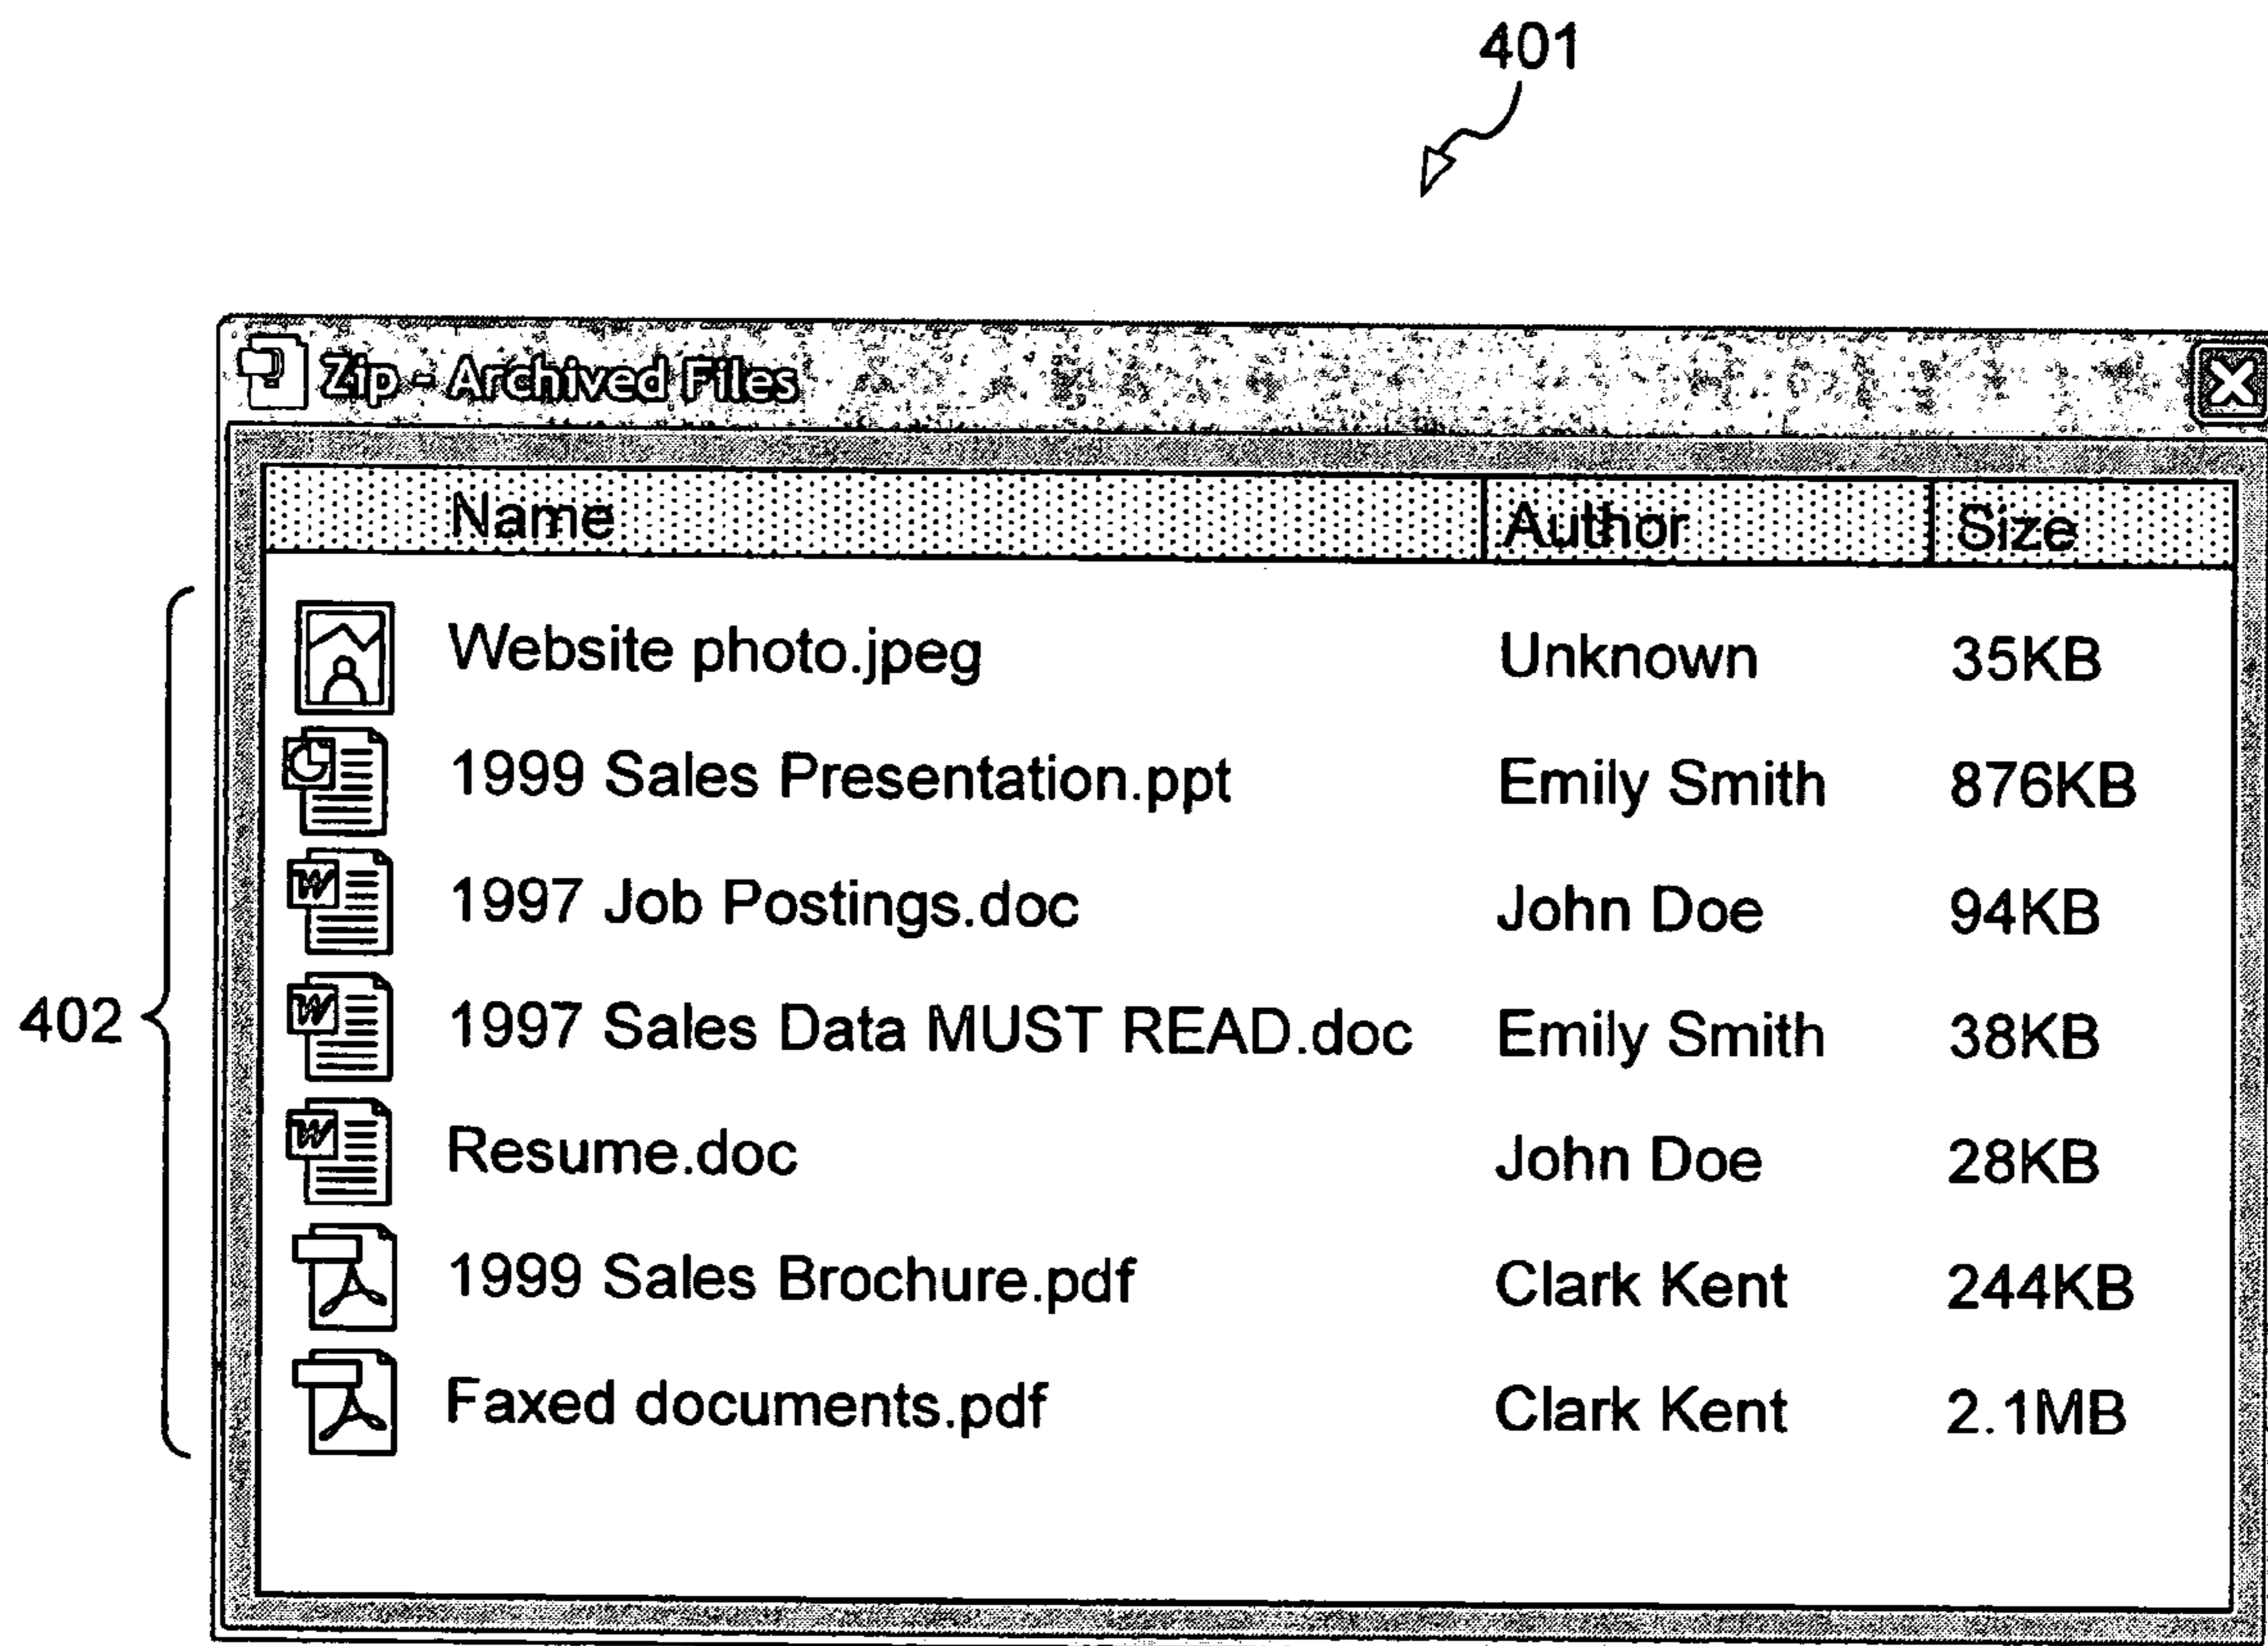 401
Zip - Archived Files
Name Author Size
Website photo.jpeg Unknown 35KB
1999 Sales Presentation.ppt Emily Smith 876KB
1997 Job Postings.doc John Doe 94KB
402
1997 Sales Data MUST READ.doc Emily Smith 38KB
Resume.doc John Doe 28KB
1999 Sales Brochure.pdf Clark Kent 244KB
Faxed documents.pdf Clark Kent 2.1MB